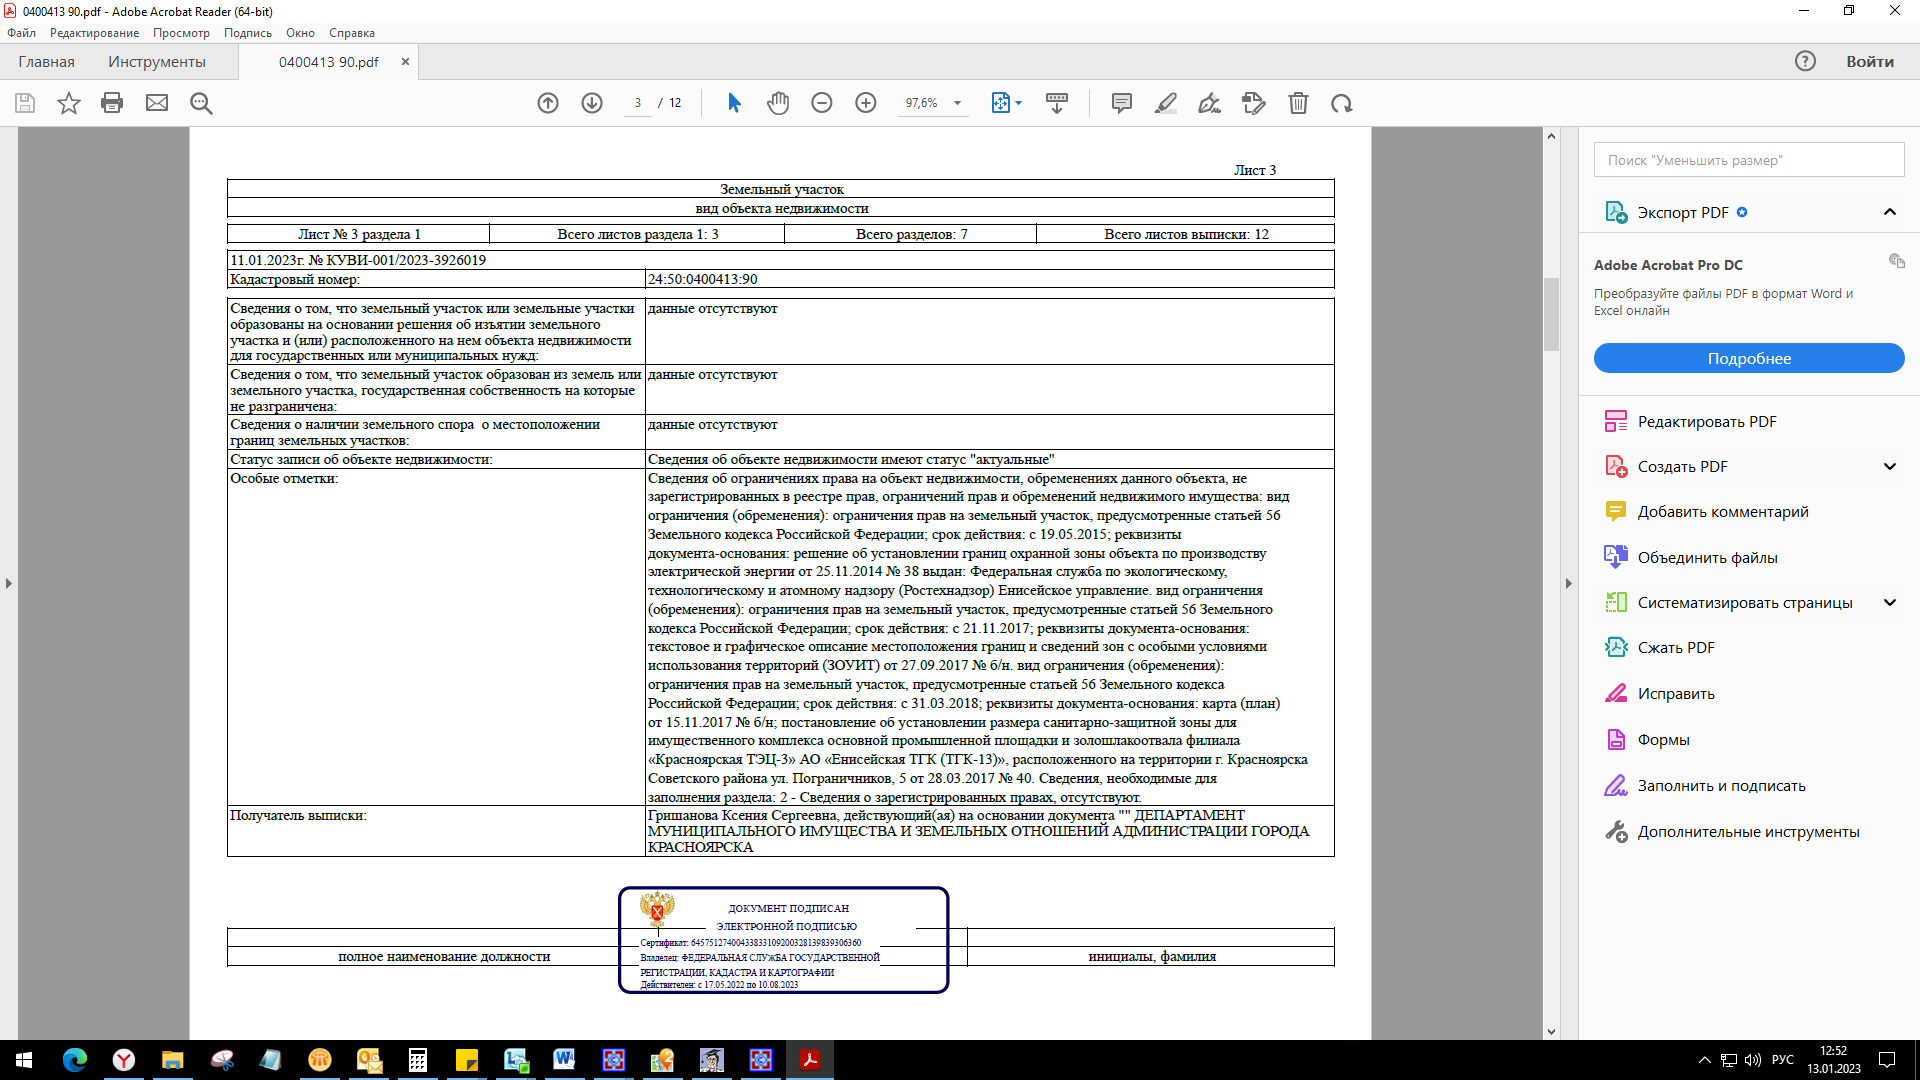 0400413 90.pdf - Adobe Acrobat Reader (64-bit)
Файл Редактирование Просмотр Подпись Окно Справка
Главная Инструменты 0400413 90.pdf Войти
3 / 12 97,6%
Лист 3
Земельный участок
вид объекта недвижимости
Лист № 3 раздела 1 Всего листов раздела 1: 3 Всего разделов: 7 Всего листов выписки: 12
11.01.2023г. № КУВИ-001/2023-3926019
Кадастровый номер: 24:50:0400413:90
Сведения о том, что земельный участок или земельные участки
образованы на основании решения об изъятии земельного
участка и (или) расположенного на нем объекта недвижимости
для государственных или муниципальных нужд:
данные отсутствуют
Сведения о том, что земельный участок образован из земель или
земельного участка, государственная собственность на которые
не разграничена:
данные отсутствуют
Сведения о наличии земельного спора о местоположении
границ земельных участков:
данные отсутствуют
Статус записи об объекте недвижимости: Сведения об объекте недвижимости имеют статус "актуальные"
Особые отметки:
Сведения об ограничениях права на объект недвижимости, обременениях данного объекта, не
зарегистрированных в реестре прав, ограничений прав и обременений недвижимого имущества: вид
ограничения (обременения): ограничения прав на земельный участок, предусмотренные статьей 56
Земельного кодекса Российской Федерации; срок действия: с 19.05.2015; реквизиты
документа-основания: решение об установлении границ охранной зоны объекта по производству
электрической энергии от 25.11.2014 № 38 выдан: Федеральная служба по экологическому,
технологическому и атомному надзору (Ростехнадзор) Енисейское управление. вид ограничения
(обременения): ограничения прав на земельный участок, предусмотренные статьей 56 Земельного
кодекса Российской Федерации; срок действия: с 21.11.2017; реквизиты документа-основания:
текстовое и графическое описание местоположения границ и сведений зон с особыми условиями
использования территорий (ЗОУИТ) от 27.09.2017 № б/н. вид ограничения (обременения):
ограничения прав на земельный участок, предусмотренные статьей 56 Земельного кодекса
Российской Федерации; срок действия: с 31.03.2018; реквизиты документа-основания: карта (план)
от 15.11.2017 № б/н; постановление об установлении размера санитарно-защитной зоны для
имущественного комплекса основной промышленной площадки и золошлакоотвала филиала
«Красноярская ТЭЦ-3» АО «Енисейская ТГК (ТГК-13)», расположенного на территории г. Красноярска
Советского района ул. Пограничников, 5 от 28.03.2017 № 40. Сведения, необходимые для
заполнения раздела: 2 - Сведения о зарегистрированных правах, отсутствуют.
Получатель выписки:
Гришанова Ксения Сергеевна, действующий(ая) на основании документа "" ДЕПАРТАМЕНТ
МУНИЦИПАЛЬНОГО ИМУЩЕСТВА И ЗЕМЕЛЬНЫХ ОТНОШЕНИЙ АДМИНИСТРАЦИИ ГОРОДА
КРАСНОЯРСКА
ДОКУМЕНТ ПОДПИСАН
ЭЛЕКТРОННОЙ ПОДПИСЬЮ
Сертификат: 64575127400433833109200328139839306360
Владелец: ФЕДЕРАЛЬНАЯ СЛУЖБА ГОСУДАРСТВЕННОЙ
РЕГИСТРАЦИИ, КАДАСТРА И КАРТОГРАФИИ
Действителен: с 17.05.2022 по 10.08.2023
полное наименование должности
инициалы, фамилия
Поиск "Уменьшить размер"
Экспорт PDF
Adobe Acrobat Pro DC
Преобразуйте файлы PDF в формат Word и
Excel онлайн
Подробнее
Редактировать PDF
Создать PDF
Добавить комментарий
Объединить файлы
Систематизировать страницы
Сжать PDF
Исправить
Формы
Заполнить и подписать
Дополнительные инструменты
РУС
12:52
13.01.2023